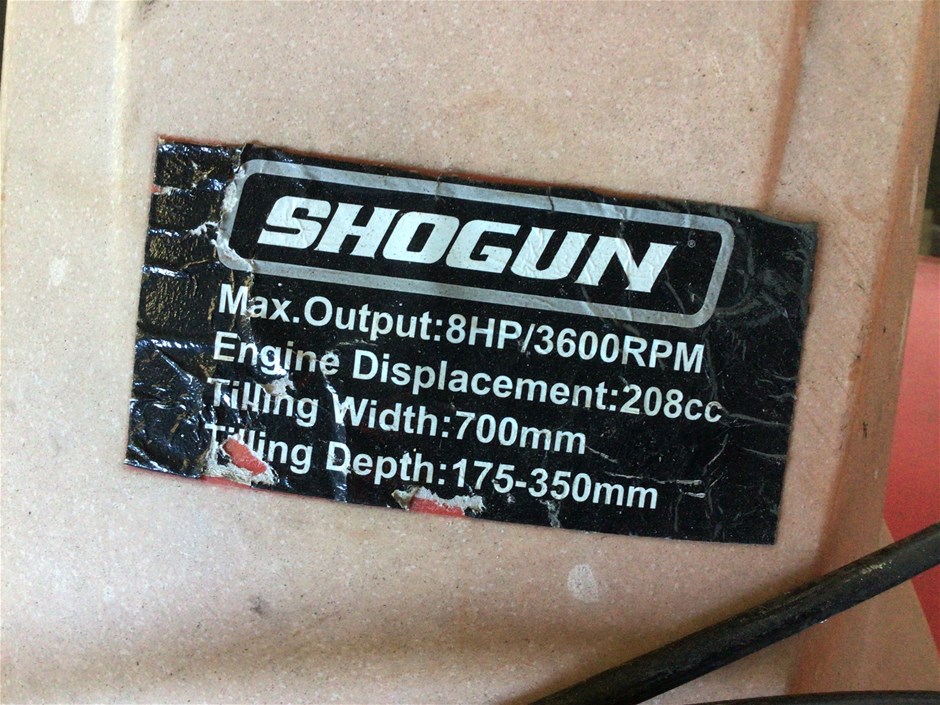 SHOGUN®
Max.Output:8HP/3600RPM
Engine Displacement:208cc
Tilling Width:700mm
Tilling Depth:175-350mm